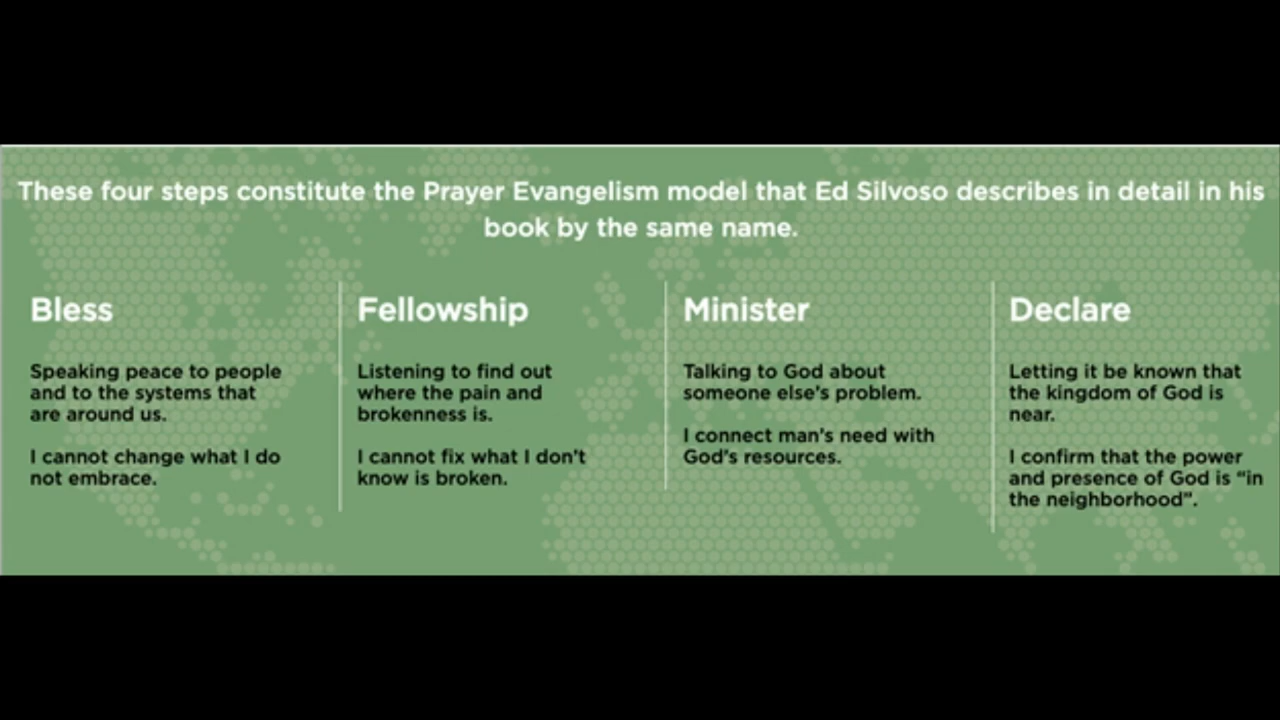 These four steps constitute the Prayer Evangelism model that Ed Silvoso describes in detail in his
book by the same name.
Bless
Speaking peace to people
and to the systems that
are around us.
I cannot change what I do
not embrace.
Fellowship
Listening to find out
where the pain and
brokenness is.
I cannot fix what I don't
know is broken.
Minister
Talking to God about
someone else's problem.
I connect man's need with
God's resources.
Declare
Letting it be known that
the kingdom of God is
near.
I confirm that the power
and presence of God is “in
the neighborhood”.